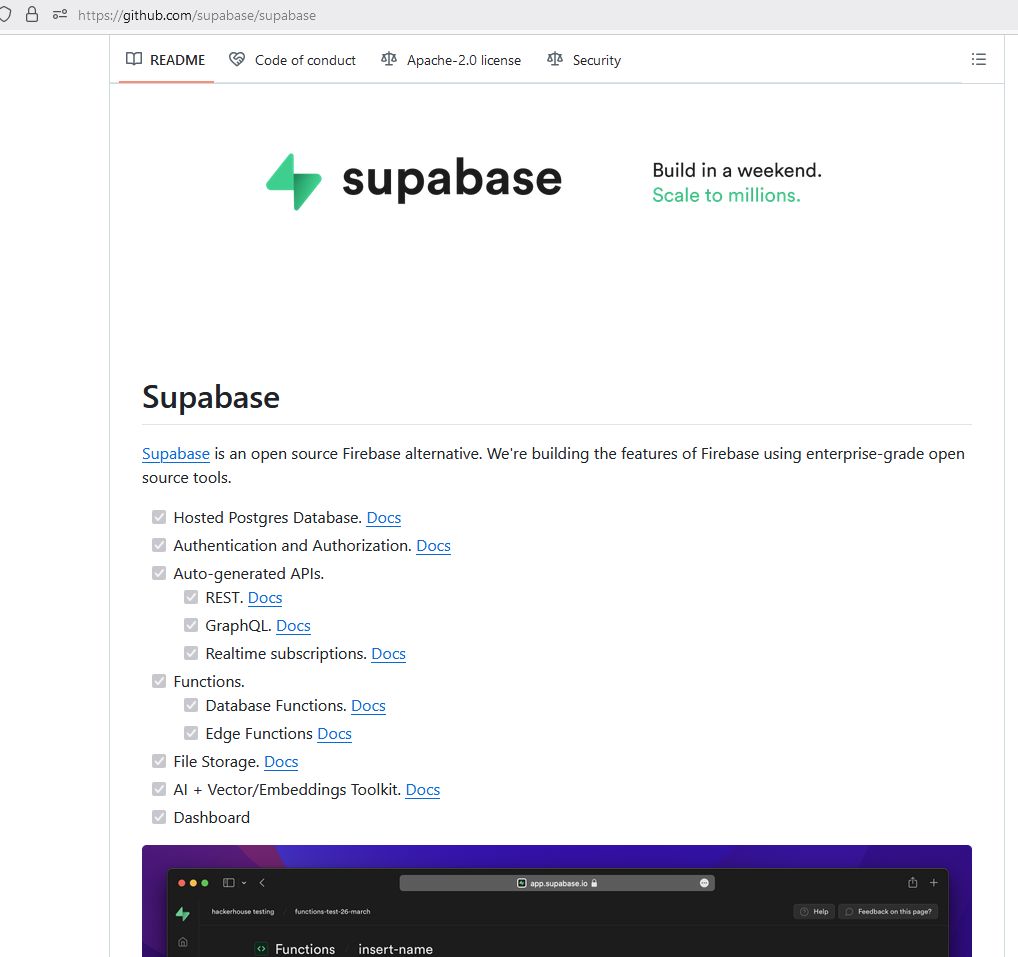 https://github.com/supabase/supabase
README Code of conduct Apache-2.0 license Security
supabase
Build in a weekend.
Scale to millions.
Supabase
Supabase is an open source Firebase alternative. We're building the features of Firebase using enterprise-grade open
source tools.
Hosted Postgres Database. Docs
Authentication and Authorization. Docs
Auto-generated APIs.
REST. Docs
GraphQL. Docs
Realtime subscriptions. Docs
Functions.
Database Functions. Docs
Edge Functions Docs
File Storage. Docs
AI + Vector/Embeddings Toolkit. Docs
Dashboard
app.supabase.io
hackerhouse testing / functions-test-26-march Help Feedback on this page?
Functions / insert-name